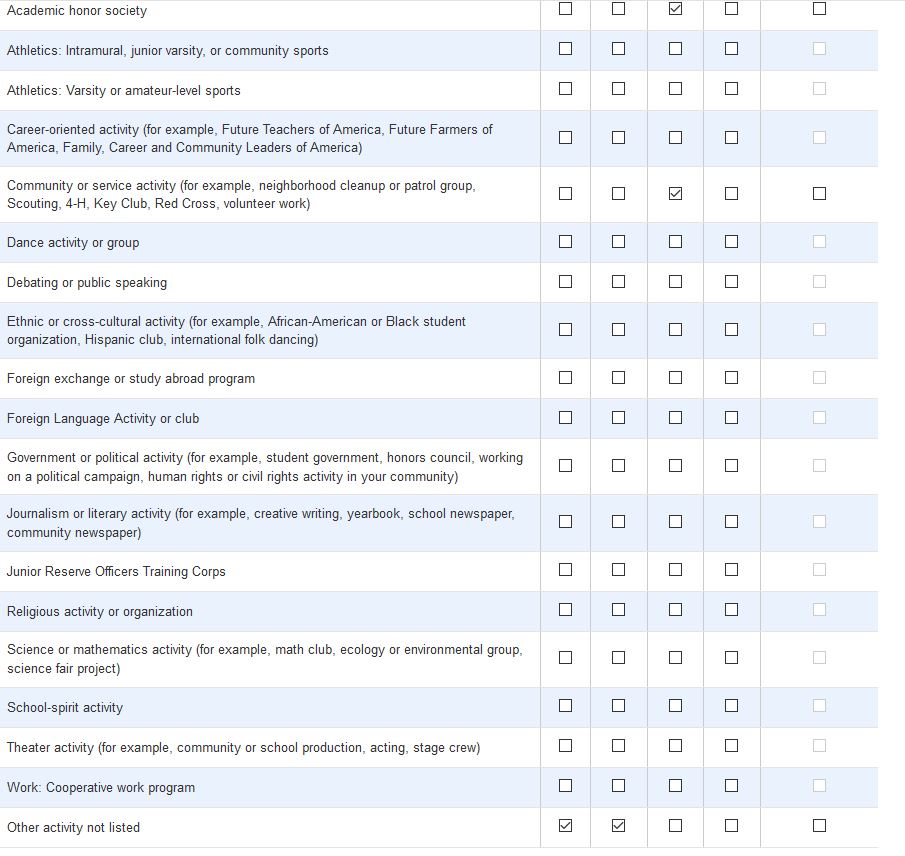 Academic honor society
Athletics: Intramural, junior varsity, or community sports
Athletics: Varsity or amateur-level sports
Career-oriented activity (for example, Future Teachers of America, Future Farmers of
America, Family, Career and Community Leaders of America)
Community or service activity (for example, neighborhood cleanup or patrol group,
Scouting, 4-H, Key Club, Red Cross, volunteer work)
Dance activity or group
Debating or public speaking
Ethnic or cross-cultural activity (for example, African-American or Black student
organization, Hispanic club, international folk dancing)
Foreign exchange or study abroad program
Foreign Language Activity or club
Government or political activity (for example, student government, honors council, working
on a political campaign, human rights or civil rights activity in your community)
Journalism or literary activity (for example, creative writing, yearbook, school newspaper,
community newspaper)
Junior Reserve Officers Training Corps
Religious activity or organization
Science or mathematics activity (for example, math club, ecology or environmental group,
science fair project)
School-spirit activity
Theater activity (for example, community or school production, acting, stage crew)
Work: Cooperative work program
Other activity not listed